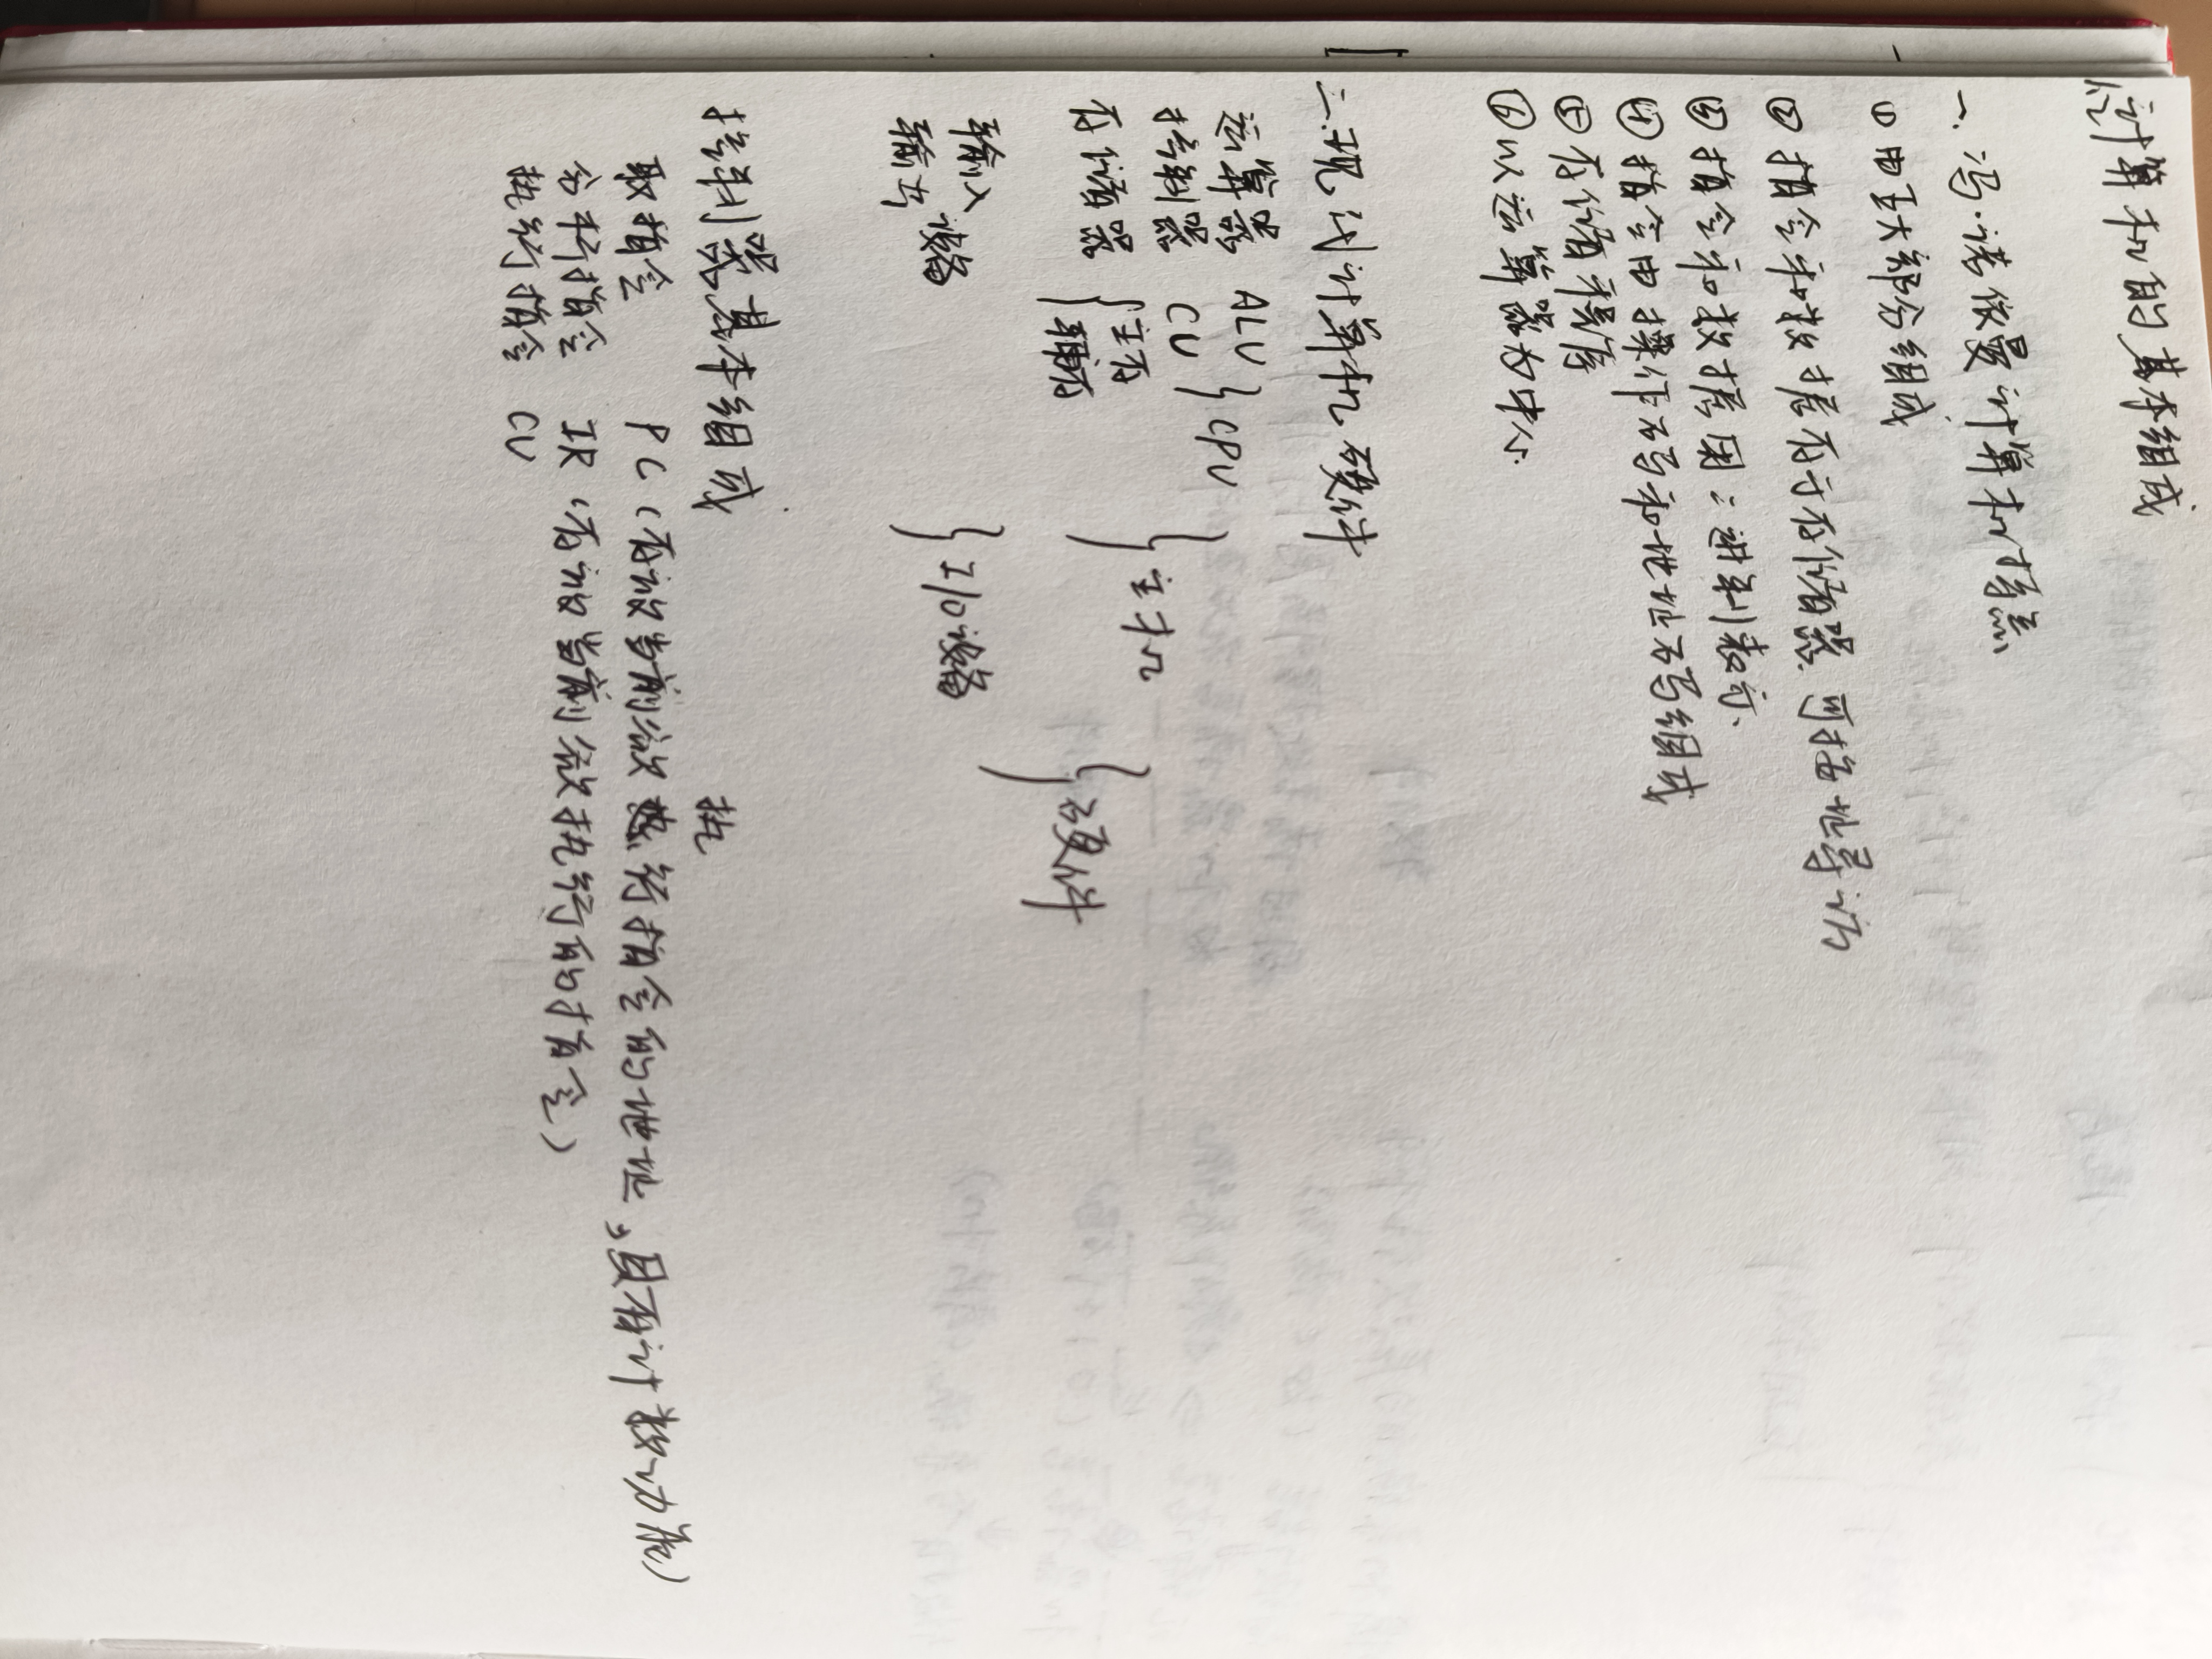 计算机的基本组成
一.冯·诺依曼计算机特点
① 由五大部分组成
② 指令和数据存于存储器.可按地寻访
③ 指令和数据用二进制表示.
④ 指令由操作码和地址码组成
⑤ 存储程序
⑥ 以运算器为中心.
二.现代计算机硬件
运算器 ALU } CPU
控制器 CU
} 主机
存储器 { 主存
辅存
} 硬件
输入
设备 } I/O设备
输出
控制器基本组成
执
取指令 PC(存放当前欲 行指令的地址,具有计数功能)
分析指令 IR(存放当前欲执行的指令)
执行指令 CU